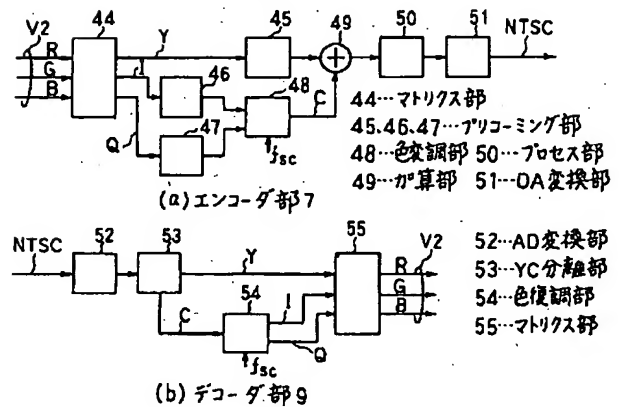 V2
R
G
B
44
Y
I
Q
45
46
47
48
C
fsc
49
50
51
NTSC
44…マトリクス部
45.46.47…プリコーミング部
48…色変調部 50…プロセス部
49…加算部 51…DA変換部
(a)エンコーダ部7
NTSC
52
53
Y
C
54
I
Q
fsc
55
V2
R
G
B
52…AD変換部
53…YC分離部
54…色復調部
55…マトリクス部
(b)デコーダ部9